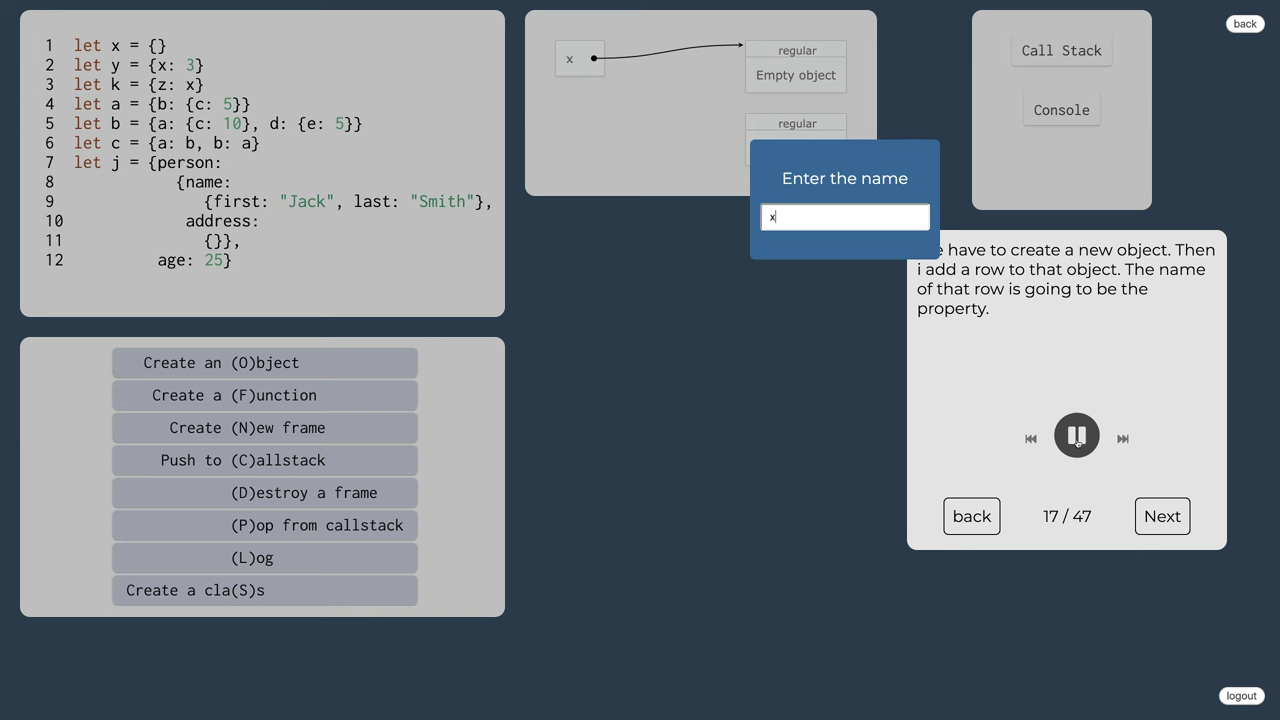 back
1 let x = {}
2 let y = {x: 3}
3 let k = {z: x}
4 let a = {b: {c: 5}}
5 let b = {a: {c: 10}, d: {e: 5}}
6 let c = {a: b, b: a}
7 let j = {person:
8 {name:
9 {first: "Jack", last: "Smith"},
10 address:
11 {}},
12 age: 25}
x
regular
Empty object
regular
Call Stack
Console
Enter the name
x
have to create a new object. Then
i add a row to that object. The name
of that row is going to be the
property.
back
17 / 47
Next
Create an (O)bject
Create a (F)unction
Create (N)ew frame
Push to (C)allstack
(D)estroy a frame
(P)op from callstack
(L)og
Create a cla(S)s
logout